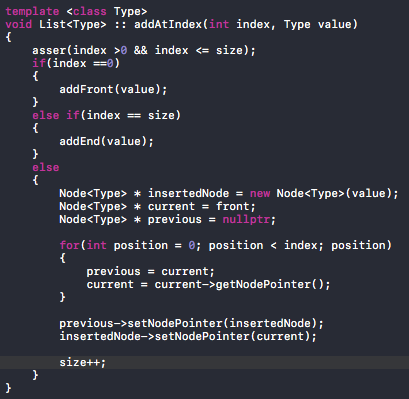 template <class Type>
void List<Type> :: addAtIndex(int index, Type value)
{
    asser(index >0 && index <= size);
    if(index ==0)
    {
        addFront(value);
    }
    else if(index == size)
    {
        addEnd(value);
    }
    else
    {
        Node<Type> * insertedNode = new Node<Type>(value);
        Node<Type> * current = front;
        Node<Type> * previous = nullptr;

        for(int position = 0; position < index; position)
        {
            previous = current;
            current = current->getNodePointer();
        }

        previous->setNodePointer(insertedNode);
        insertedNode->setNodePointer(current);

        size++;
    }
}